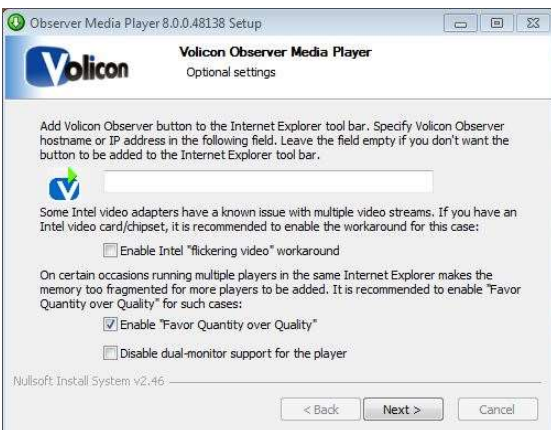 Observer Media Player 8.0.0.48138 Setup
Volicon
Volicon Observer Media Player
Optional settings
Add Volicon Observer button to the Internet Explorer tool bar. Specify Volicon Observer
hostname or IP address in the following field. Leave the field empty if you don't want the
button to be added to the Internet Explorer tool bar.
Some Intel video adapters have a known issue with multiple video streams. If you have an
Intel video card/chipset, it is recommended to enable the workaround for this case:
Enable Intel "flickering video" workaround
On certain occasions running multiple players in the same Internet Explorer makes the
memory too fragmented for more players to be added. It is recommended to enable "Favor
Quantity over Quality" for such cases:
Enable "Favor Quantity over Quality"
Disable dual-monitor support for the player
Nullsoft Install System v2.46
< Back Next > Cancel